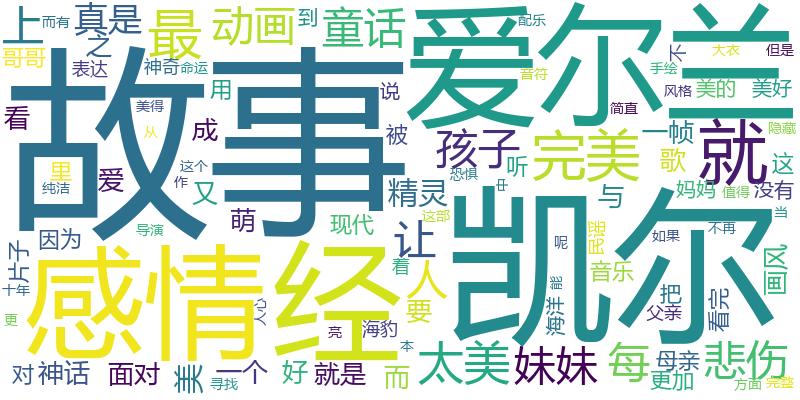 故事
爱尔兰
凯尔
感情
经
上
真是
之
而有
哥哥
表达
神奇
命运
最
动画
到
童话
配乐
音符
用
美得
说
看
成
被
从
爱
里
这个
纯洁
作
又
萌
精灵
孩子
听
恐惧
完美
手绘
简直
一帧
歌
不
大衣
但是
风格
美的
美好
隐藏
就
这
妈妈
值得
没有
当
片子
因为
十年
导演
现代
着
这部
让
人
要
与
民谣
音乐
呢
能
海洋
如果
不再
把
父亲
看完
画风
更
人心
亮
海豹
本
对
神话
面对
美
寻找
一个
好
就是
而
太美
妹妹
每
母亲
更加
悲伤
方面
完整